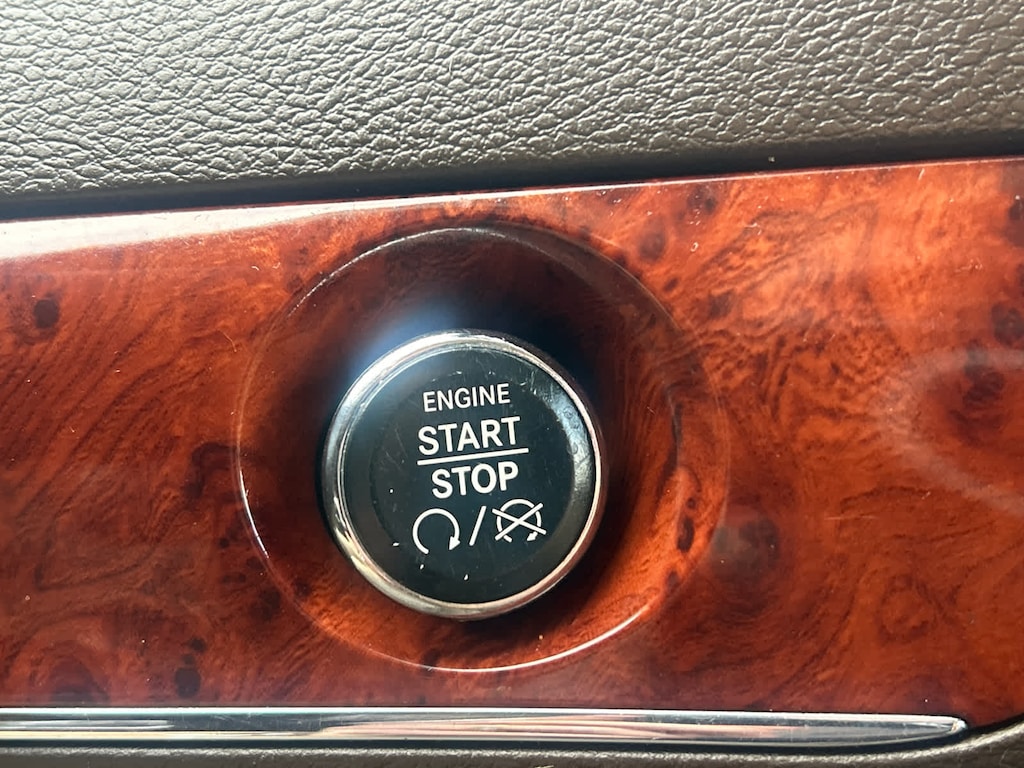 ENGINE
START
STOP
/